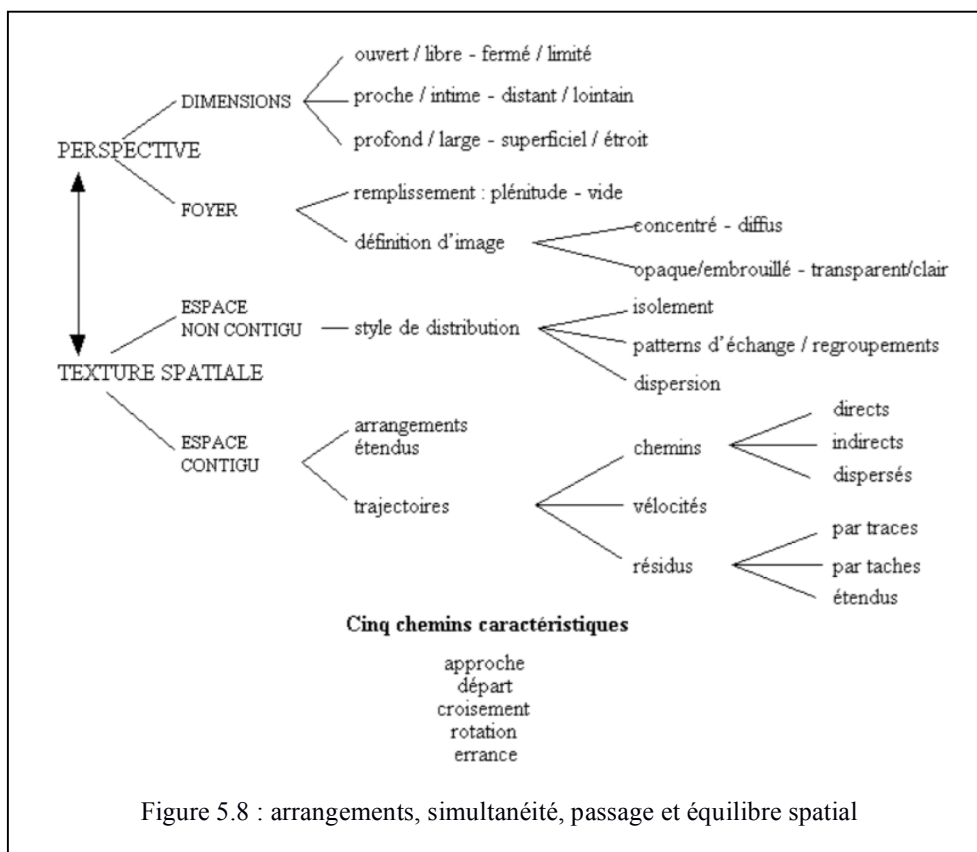 ouvert / libre - fermé / limité
DIMENSIONS
proche / intime - distant / lointain
profond / large - superficiel / étroit
PERSPECTIVE
remplissement : plénitude - vide
FOYER
concentré - diffus
définition d'image
opaque/embrouillé - transparent/clair
ESPACE
NON CONTIGU
style de distribution
isolement
patterns d'échange / regroupements
dispersion
TEXTURE SPATIALE
ESPACE
CONTIGU
arrangements
étendus
trajectoires
chemins
directs
indirects
dispersés
vélocités
résidus
par traces
par taches
étendus
Cinq chemins caractéristiques
approche
départ
croisement
rotation
errance
Figure 5.8 : arrangements, simultanéité, passage et équilibre spatial